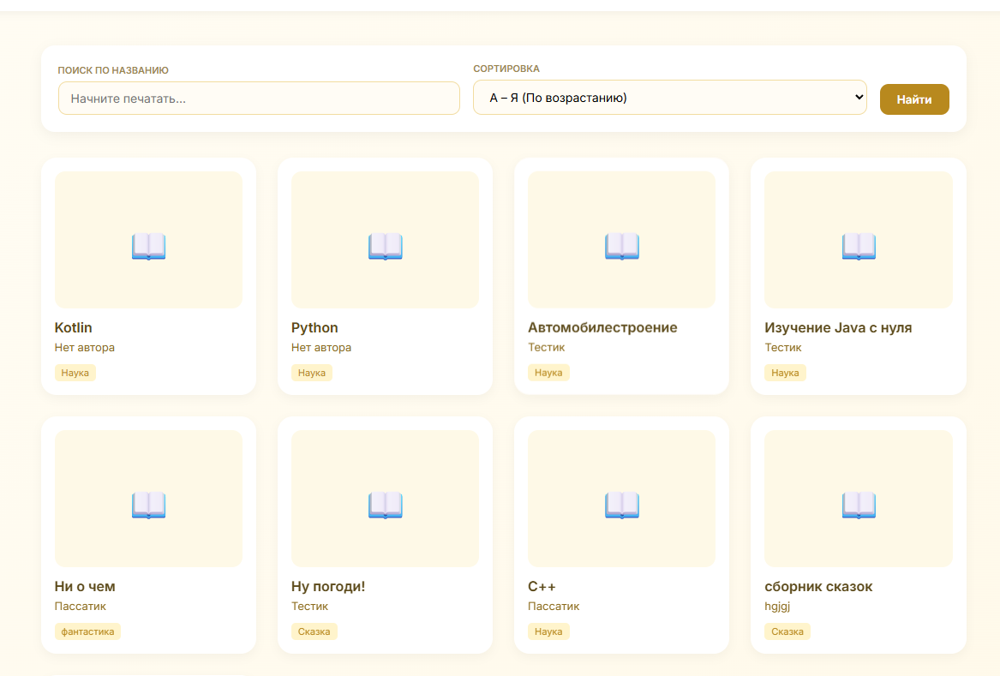 ПОИСК ПО НАЗВАНИЮ
СОРТИРОВКА
Начните печатать...
А – Я (По возрастанию)
Найти
Kotlin
Нет автора
Наука
Python
Нет автора
Наука
Автомобилестроение
Тестик
Наука
Изучение Java с нуля
Тестик
Наука
Ни о чем
Пассатик
фантастика
Ну погоди!
Тестик
Сказка
С++
Пассатик
Наука
сборник сказок
hgjgj
Сказка